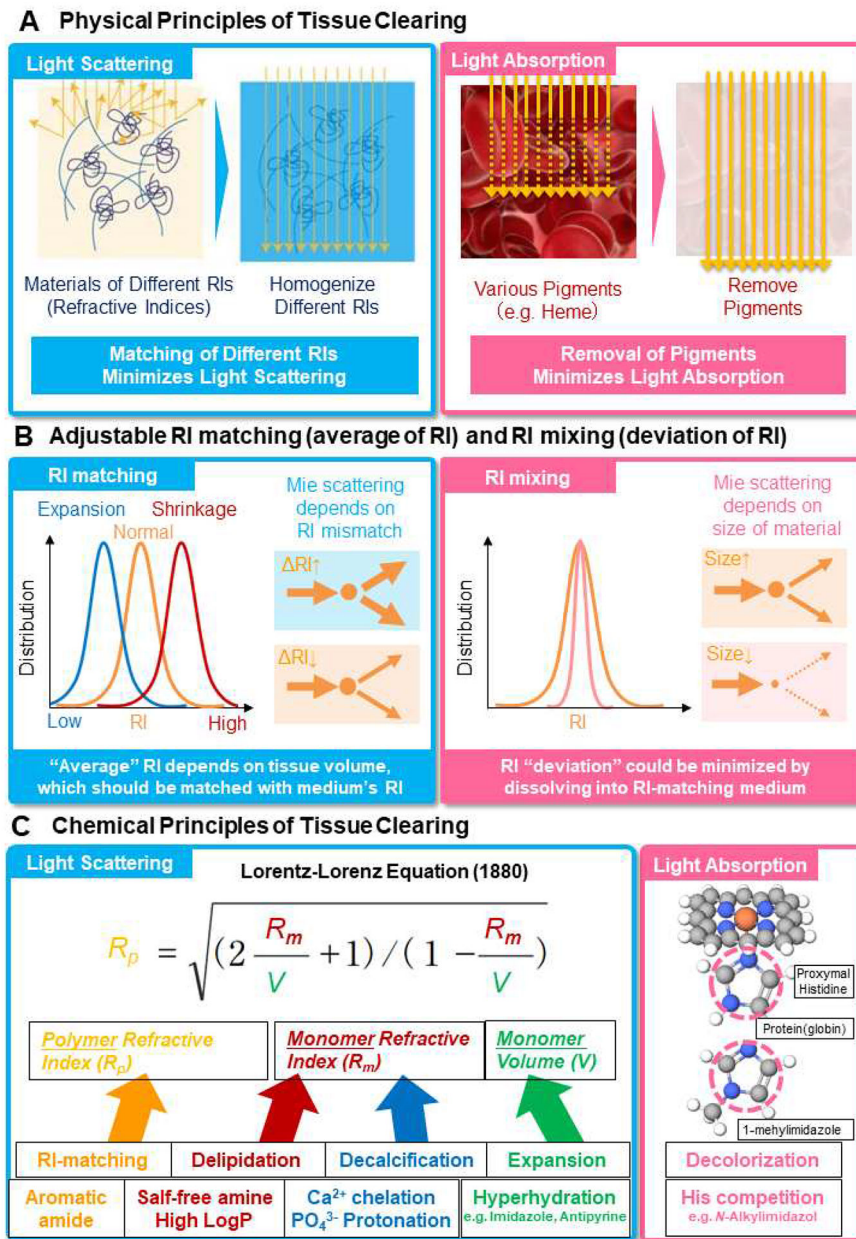 A Physical Principles of Tissue Clearing
Light Scattering
Materials of Different RIs
(Refractive Indices)
Homogenize
Different RIs
Matching of Different RIs
Minimizes Light Scattering
Light Absorption
Various Pigments
(e.g. Heme)
Remove
Pigments
Removal of Pigments
Minimizes Light Absorption
B Adjustable RI matching (average of RI) and RI mixing (deviation of RI)
RI matching
Expansion
Shrinkage
Normal
Distribution
Low
RI
High
Mie scattering
depends on
RI mismatch
ΔRI↑
ΔRI↓
“Average” RI depends on tissue volume,
which should be matched with medium’s RI
RI mixing
Distribution
RI
Mie scattering
depends on
size of material
Size↑
Size↓
RI “deviation” could be minimized by
dissolving into RI-matching medium
C Chemical Principles of Tissue Clearing
Light Scattering
Lorentz-Lorenz Equation (1880)
Rp = √(2 Rm/V +1)/(1 − Rm/V)
Polymer Refractive
Index (Rp)
Monomer Refractive
Index (Rm)
Monomer
Volume (V)
RI-matching
Delipidation
Decalcification
Expansion
Aromatic
amide
Salf-free amine
High LogP
Ca²⁺ chelation
PO₄³⁻ Protonation
Hyperhydration
e.g. Imidazole, Antipyrine
Light Absorption
Proxymal
Histidine
Protein(globin)
1-mehylimidazole
Decolorization
His competition
e.g. N-Alkylimidazol